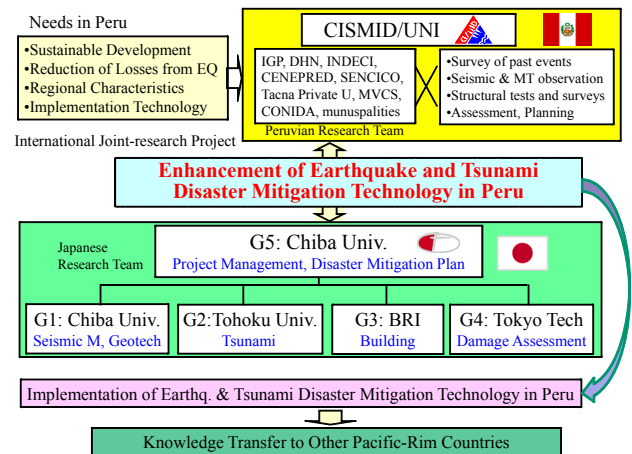 Needs in Peru
•Sustainable Development
•Reduction of Losses from EQ
•Regional Characteristics
•Implementation Technology
International Joint-research Project
CISMID/UNI
IGP, DHN, INDECI,
CENEPRED, SENCICO,
Tacna Private U, MVCS,
CONIDA, munuspalities
Peruvian Research Team
•Survey of past events
•Seismic & MT observation
•Structural tests and surveys
•Assessment, Planning
Enhancement of Earthquake and Tsunami
Disaster Mitigation Technology in Peru
Japanese
Research Team
G5: Chiba Univ.
Project Management, Disaster Mitigation Plan
G1: Chiba Univ.
Seismic M, Geotech
G2:Tohoku Univ.
Tsunami
G3: BRI
Building
G4: Tokyo Tech
Damage Assessment
Implementation of Earthq. & Tsunami Disaster Mitigation Technology in Peru
Knowledge Transfer to Other Pacific-Rim Countries